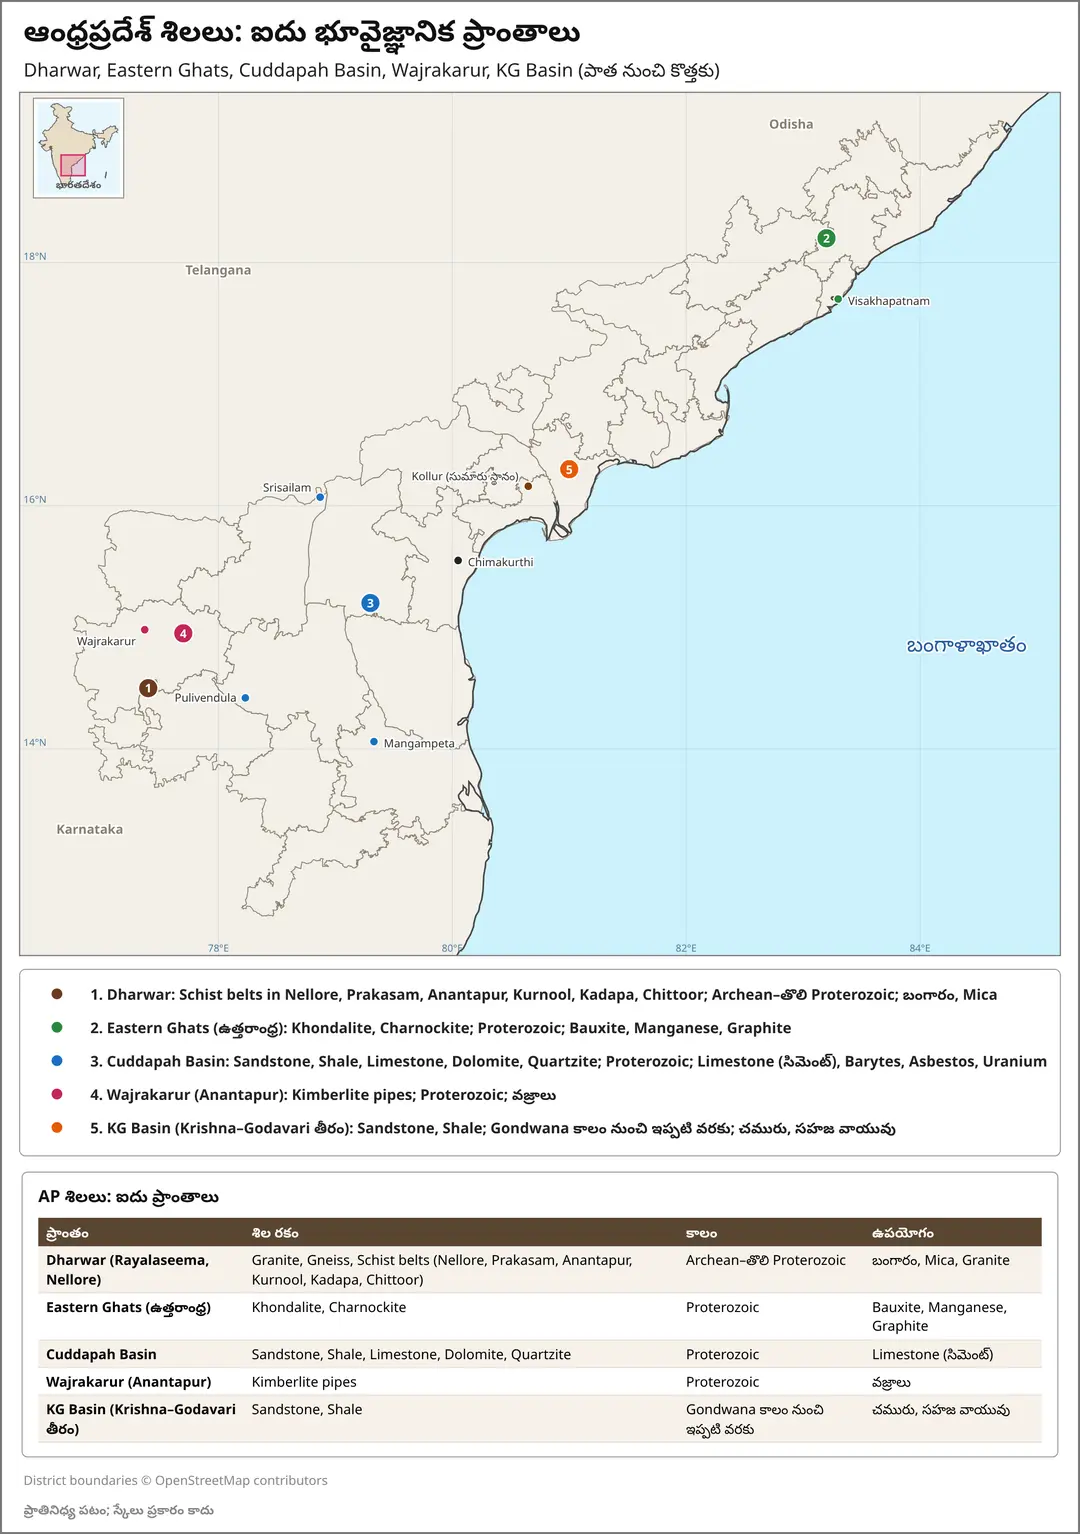 ఆంధ్రప్రదేశ్ శిలలు: ఐదు భూవైజ్ఞానిక ప్రాంతాలు
Dharwar, Eastern Ghats, Cuddapah Basin, Wajrakarur, KG Basin (పాత నుంచి కొత్తకు)
భారతదేశం
Odisha
2
18°N
Telangana
Visakhapatnam
5
Kollur (సుమారు స్థానం)
Srisailam
16°N
Chimakurthi
3
4
Wajrakarur
బంగాళాఖాతం
1
Pulivendula
14°N
Mangampeta
Karnataka
78°E
80°E
82°E
84°E
1. Dharwar: Schist belts in Nellore, Prakasam, Anantapur, Kurnool, Kadapa, Chittoor; Archean–తొలి Proterozoic; బంగారం, Mica
2. Eastern Ghats (ఉత్తరాంధ్ర): Khondalite, Charnockite; Proterozoic; Bauxite, Manganese, Graphite
3. Cuddapah Basin: Sandstone, Shale, Limestone, Dolomite, Quartzite; Proterozoic; Limestone (సిమెంట్), Barytes, Asbestos, Uranium
4. Wajrakarur (Anantapur): Kimberlite pipes; Proterozoic; వజ్రాలు
5. KG Basin (Krishna–Godavari తీరం): Sandstone, Shale; Gondwana కాలం నుంచి ఇప్పటి వరకు; చమురు, సహజ వాయువు
AP శిలలు: ఐదు ప్రాంతాలు
ప్రాంతం శిల రకం కాలం ఉపయోగం
Dharwar (Rayalaseema, Granite, Gneiss, Schist belts (Nellore, Prakasam, Anantapur, Archean–తొలి Proterozoic బంగారం, Mica, Granite
Nellore) Kurnool, Kadapa, Chittoor)
Eastern Ghats (ఉత్తరాంధ్ర) Khondalite, Charnockite Proterozoic Bauxite, Manganese,
Graphite
Cuddapah Basin Sandstone, Shale, Limestone, Dolomite, Quartzite Proterozoic Limestone (సిమెంట్)
Wajrakarur (Anantapur) Kimberlite pipes Proterozoic వజ్రాలు
KG Basin (Krishna–Godavari Sandstone, Shale Gondwana కాలం నుంచి చమురు, సహజ వాయువు
తీరం) ఇప్పటి వరకు
District boundaries © OpenStreetMap contributors
ప్రాతినిధ్య పటం; స్కేలు ప్రకారం కాదు